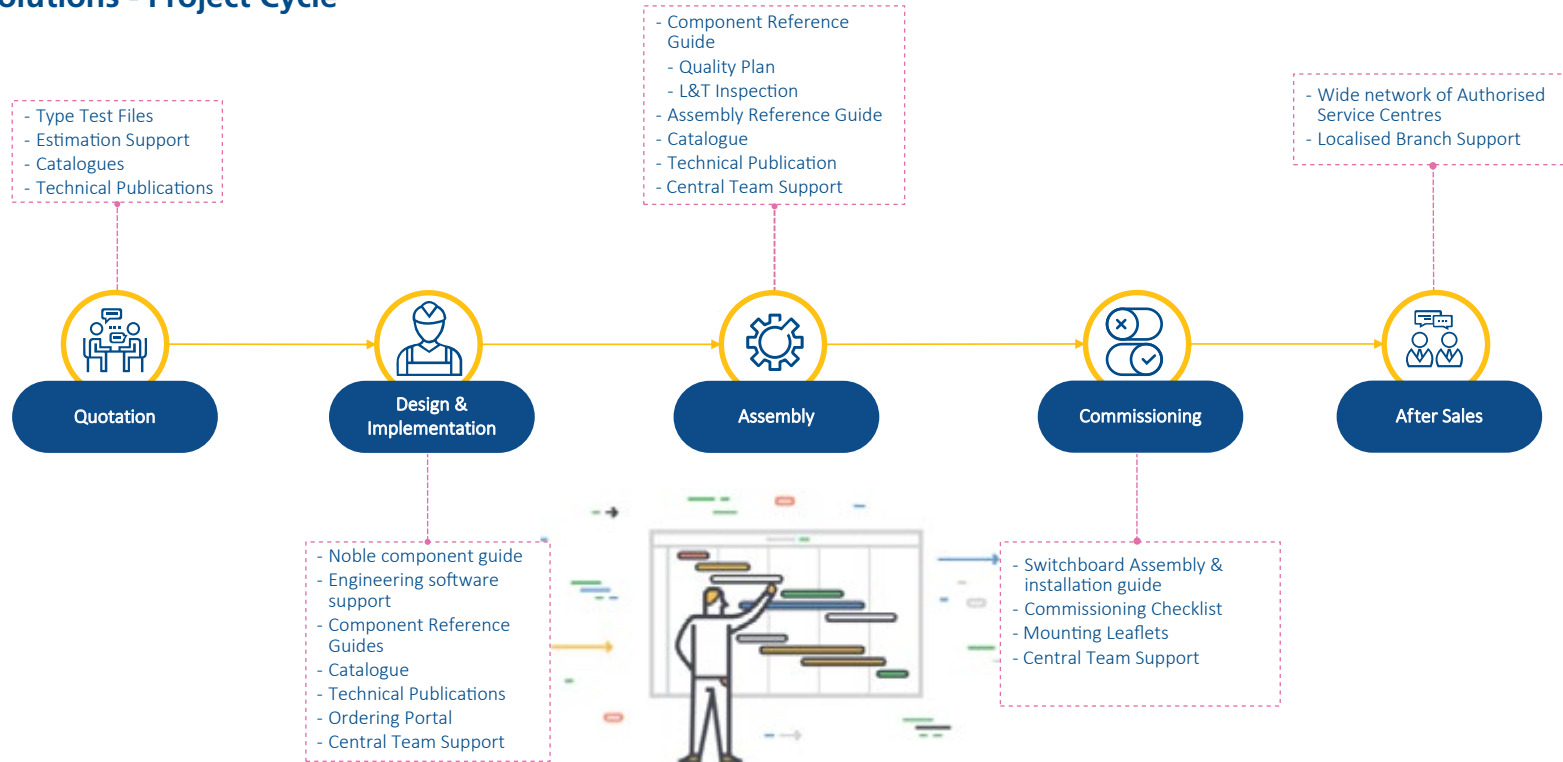 - Project Cycle
- Type Test Files
- Estimation Support
- Catalogues
- Technical Publications
- Component Reference
Guide
- Quality Plan
- L&T Inspection
- Assembly Reference Guide
- Catalogue
- Technical Publication
- Central Team Support
- Wide network of Authorised
Service Centres
- Localised Branch Support
Quotation
Design &
Implementation
Assembly
Commissioning
After Sales
- Noble component guide
- Engineering software
support
- Component Reference
Guides
- Catalogue
- Technical Publications
- Ordering Portal
- Central Team Support
- Switchboard Assembly &
installation guide
- Commissioning Checklist
- Mounting Leaflets
- Central Team Support